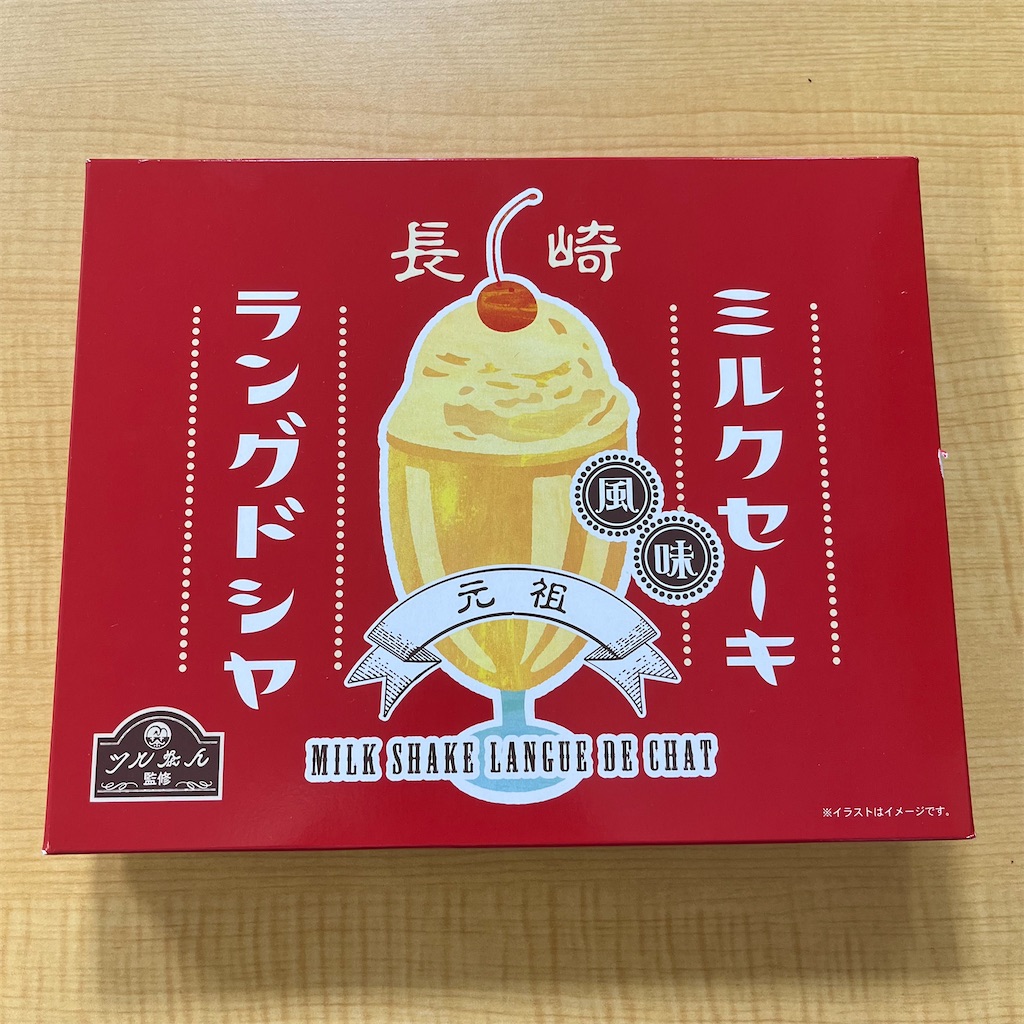 長崎
ミルクセーキ
風味
ラングドシャ
元祖
MILK SHAKE LANGUE DE CHAT
ツル茶ん
監修
※イラストはイメージです。